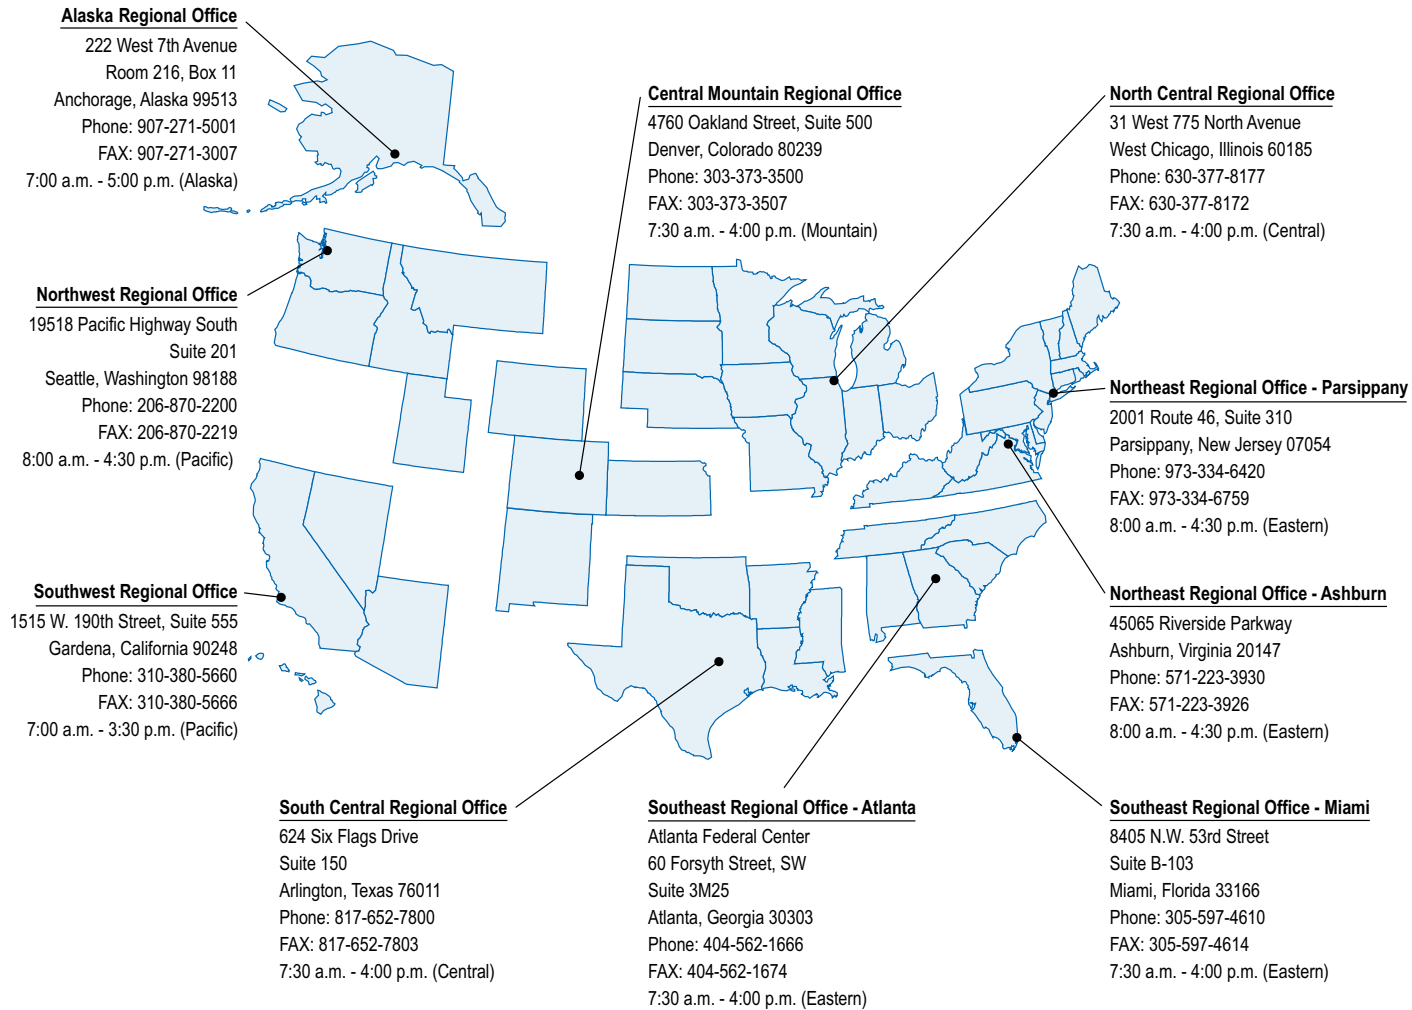 Alaska Regional Office
222 West 7th Avenue
Room 216, Box 11
Anchorage, Alaska 99513
Phone: 907-271-5001
FAX: 907-271-3007
7:00 a.m. - 5:00 p.m. (Alaska)
Central Mountain Regional Office
4760 Oakland Street, Suite 500
Denver, Colorado 80239
Phone: 303-373-3500
FAX: 303-373-3507
7:30 a.m. - 4:00 p.m. (Mountain)
North Central Regional Office
31 West 775 North Avenue
West Chicago, Illinois 60185
Phone: 630-377-8177
FAX: 630-377-8172
7:30 a.m. - 4:00 p.m. (Central)
Northwest Regional Office
19518 Pacific Highway South
Suite 201
Seattle, Washington 98188
Phone: 206-870-2200
FAX: 206-870-2219
8:00 a.m. - 4:30 p.m. (Pacific)
Northeast Regional Office - Parsippany
2001 Route 46, Suite 310
Parsippany, New Jersey 07054
Phone: 973-334-6420
FAX: 973-334-6759
8:00 a.m. - 4:30 p.m. (Eastern)
Southwest Regional Office
1515 W. 190th Street, Suite 555
Gardena, California 90248
Phone: 310-380-5660
FAX: 310-380-5666
7:00 a.m. - 3:30 p.m. (Pacific)
Northeast Regional Office - Ashburn
45065 Riverside Parkway
Ashburn, Virginia 20147
Phone: 571-223-3930
FAX: 571-223-3926
8:00 a.m. - 4:30 p.m. (Eastern)
South Central Regional Office
624 Six Flags Drive
Suite 150
Arlington, Texas 76011
Phone: 817-652-7800
FAX: 817-652-7803
7:30 a.m. - 4:00 p.m. (Central)
Southeast Regional Office - Atlanta
Atlanta Federal Center
60 Forsyth Street, SW
Suite 3M25
Atlanta, Georgia 30303
Phone: 404-562-1666
FAX: 404-562-1674
7:30 a.m. - 4:00 p.m. (Eastern)
Southeast Regional Office - Miami
8405 N.W. 53rd Street
Suite B-103
Miami, Florida 33166
Phone: 305-597-4610
FAX: 305-597-4614
7:30 a.m. - 4:00 p.m. (Eastern)